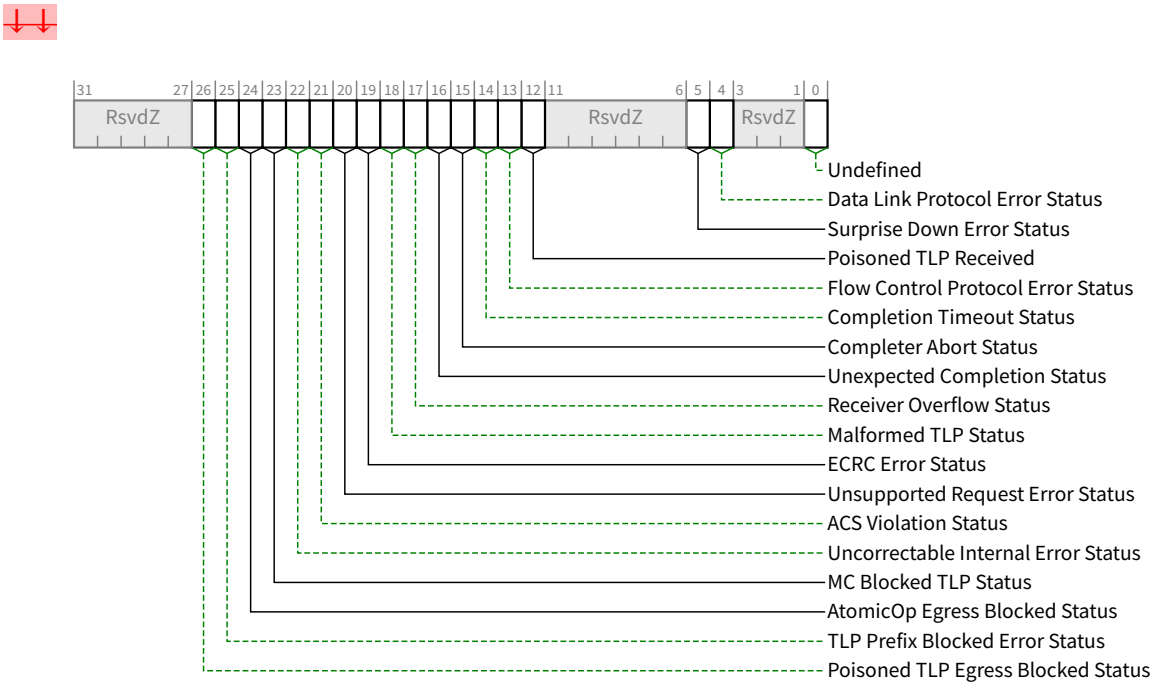 31 27 26 25 24 23 22 21 20 19 18 17 16 15 14 13 12 11 6 5 4 3 1 0
RsvdZ RsvdZ RsvdZ
Undefined
Data Link Protocol Error Status
Surprise Down Error Status
Poisoned TLP Received
Flow Control Protocol Error Status
Completion Timeout Status
Completer Abort Status
Unexpected Completion Status
Receiver Overflow Status
Malformed TLP Status
ECRC Error Status
Unsupported Request Error Status
ACS Violation Status
Uncorrectable Internal Error Status
MC Blocked TLP Status
AtomicOp Egress Blocked Status
TLP Prefix Blocked Error Status
Poisoned TLP Egress Blocked Status